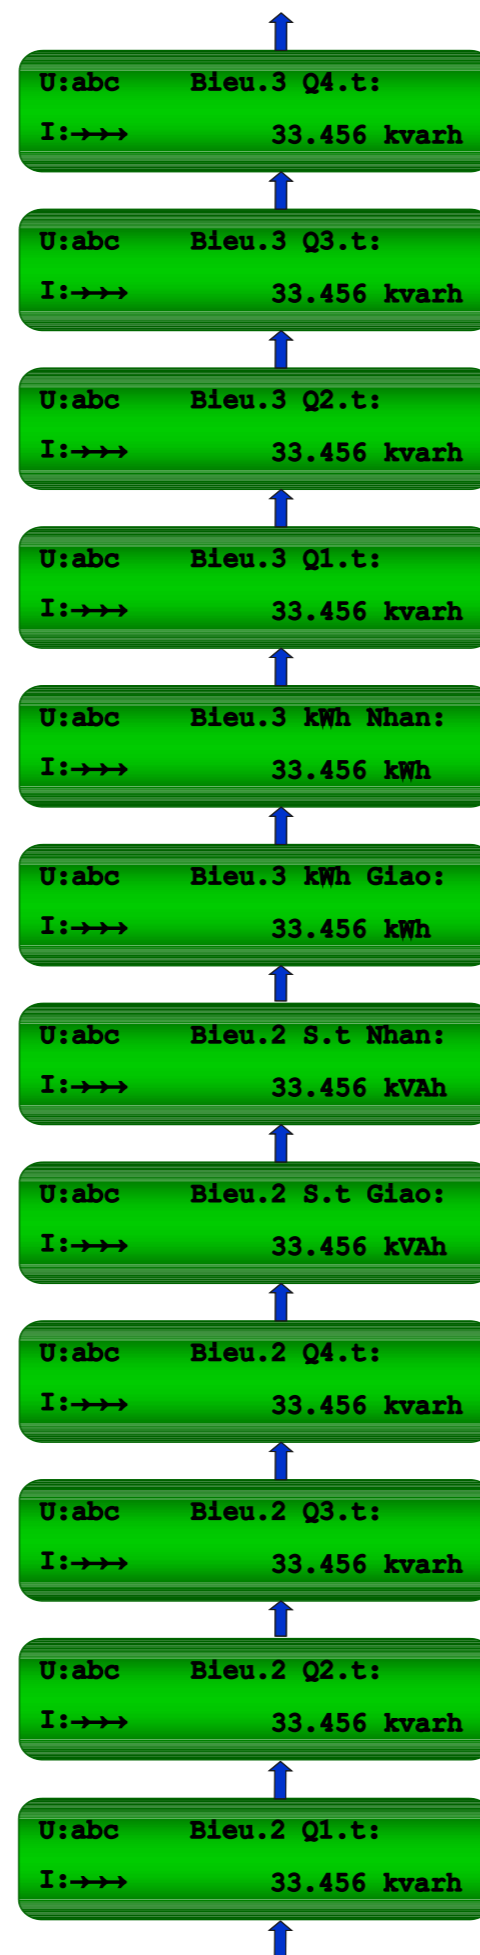 U:abc Bieu.3 Q4.t:
I:→→→ 33.456 kvarh
U:abc Bieu.3 Q3.t:
I:→→→ 33.456 kvarh
U:abc Bieu.3 Q2.t:
I:→→→ 33.456 kvarh
U:abc Bieu.3 Q1.t:
I:→→→ 33.456 kvarh
U:abc Bieu.3 kWh Nhan:
I:→→→ 33.456 kWh
U:abc Bieu.3 kWh Giao:
I:→→→ 33.456 kWh
U:abc Bieu.2 S.t Nhan:
I:→→→ 33.456 kVAh
U:abc Bieu.2 S.t Giao:
I:→→→ 33.456 kVAh
U:abc Bieu.2 Q4.t:
I:→→→ 33.456 kvarh
U:abc Bieu.2 Q3.t:
I:→→→ 33.456 kvarh
U:abc Bieu.2 Q2.t:
I:→→→ 33.456 kvarh
U:abc Bieu.2 Q1.t:
I:→→→ 33.456 kvarh